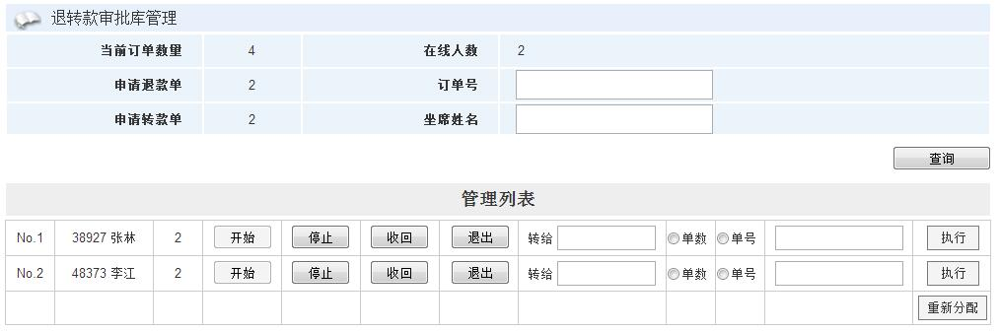 退转款审批库管理
当前订单数量 4 在线人数 2
申请退款单 2 订单号
申请转款单 2 坐席姓名
查询
管理列表
No.1 38927 张林 2 开始 停止 收回 退出 转给 单数 单号 执行
No.2 48373 李江 2 开始 停止 收回 退出 转给 单数 单号 执行
重新分配